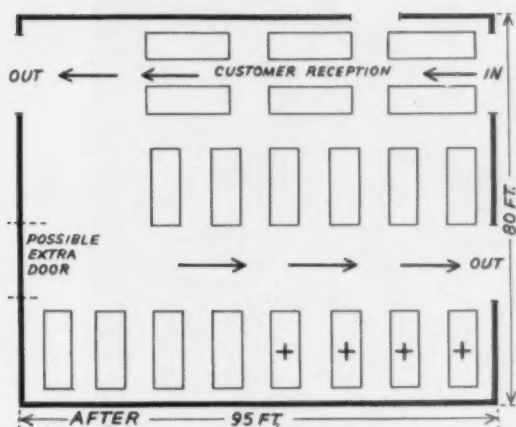 OUT
CUSTOMER RECEPTION
IN
80 FT.
POSSIBLE
EXTRA
DOOR
OUT
AFTER
95 FT.